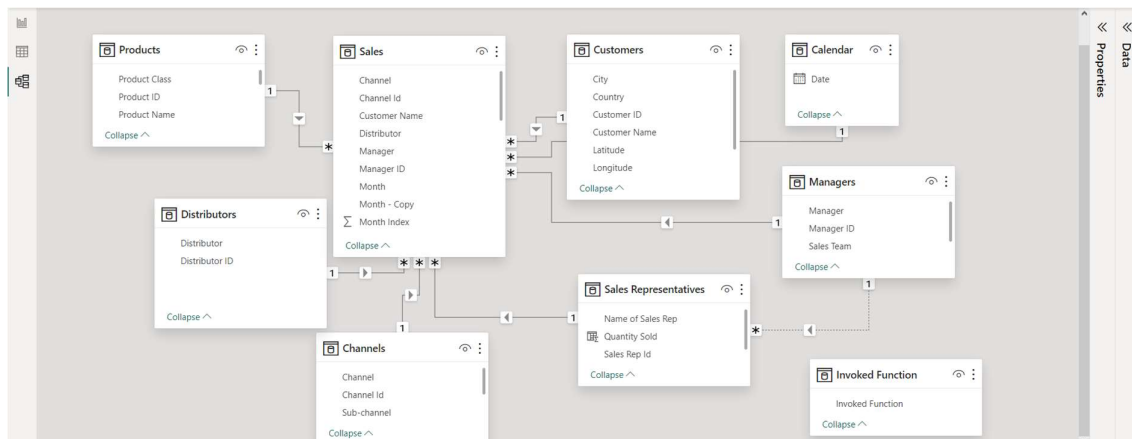 Products
Product Class
Product ID
Product Name
Collapse
Sales
Channel
Channel Id
Customer Name
Distributor
Manager
Manager ID
Month
Month - Copy
Month Index
Collapse
Customers
City
Country
Customer ID
Customer Name
Latitude
Longitude
Collapse
Calendar
Date
Collapse
Properties
Data
1
*
1
*
1
*
*
Managers
Manager
Manager ID
Sales Team
Collapse
1
1
Distributors
Distributor
Distributor ID
Collapse
1
* * *
1
Channels
Channel
Channel Id
Sub-channel
Collapse
Sales Representatives
Name of Sales Rep
Quantity Sold
Sales Rep Id
Collapse
1
*
Invoked Function
Invoked Function
Collapse